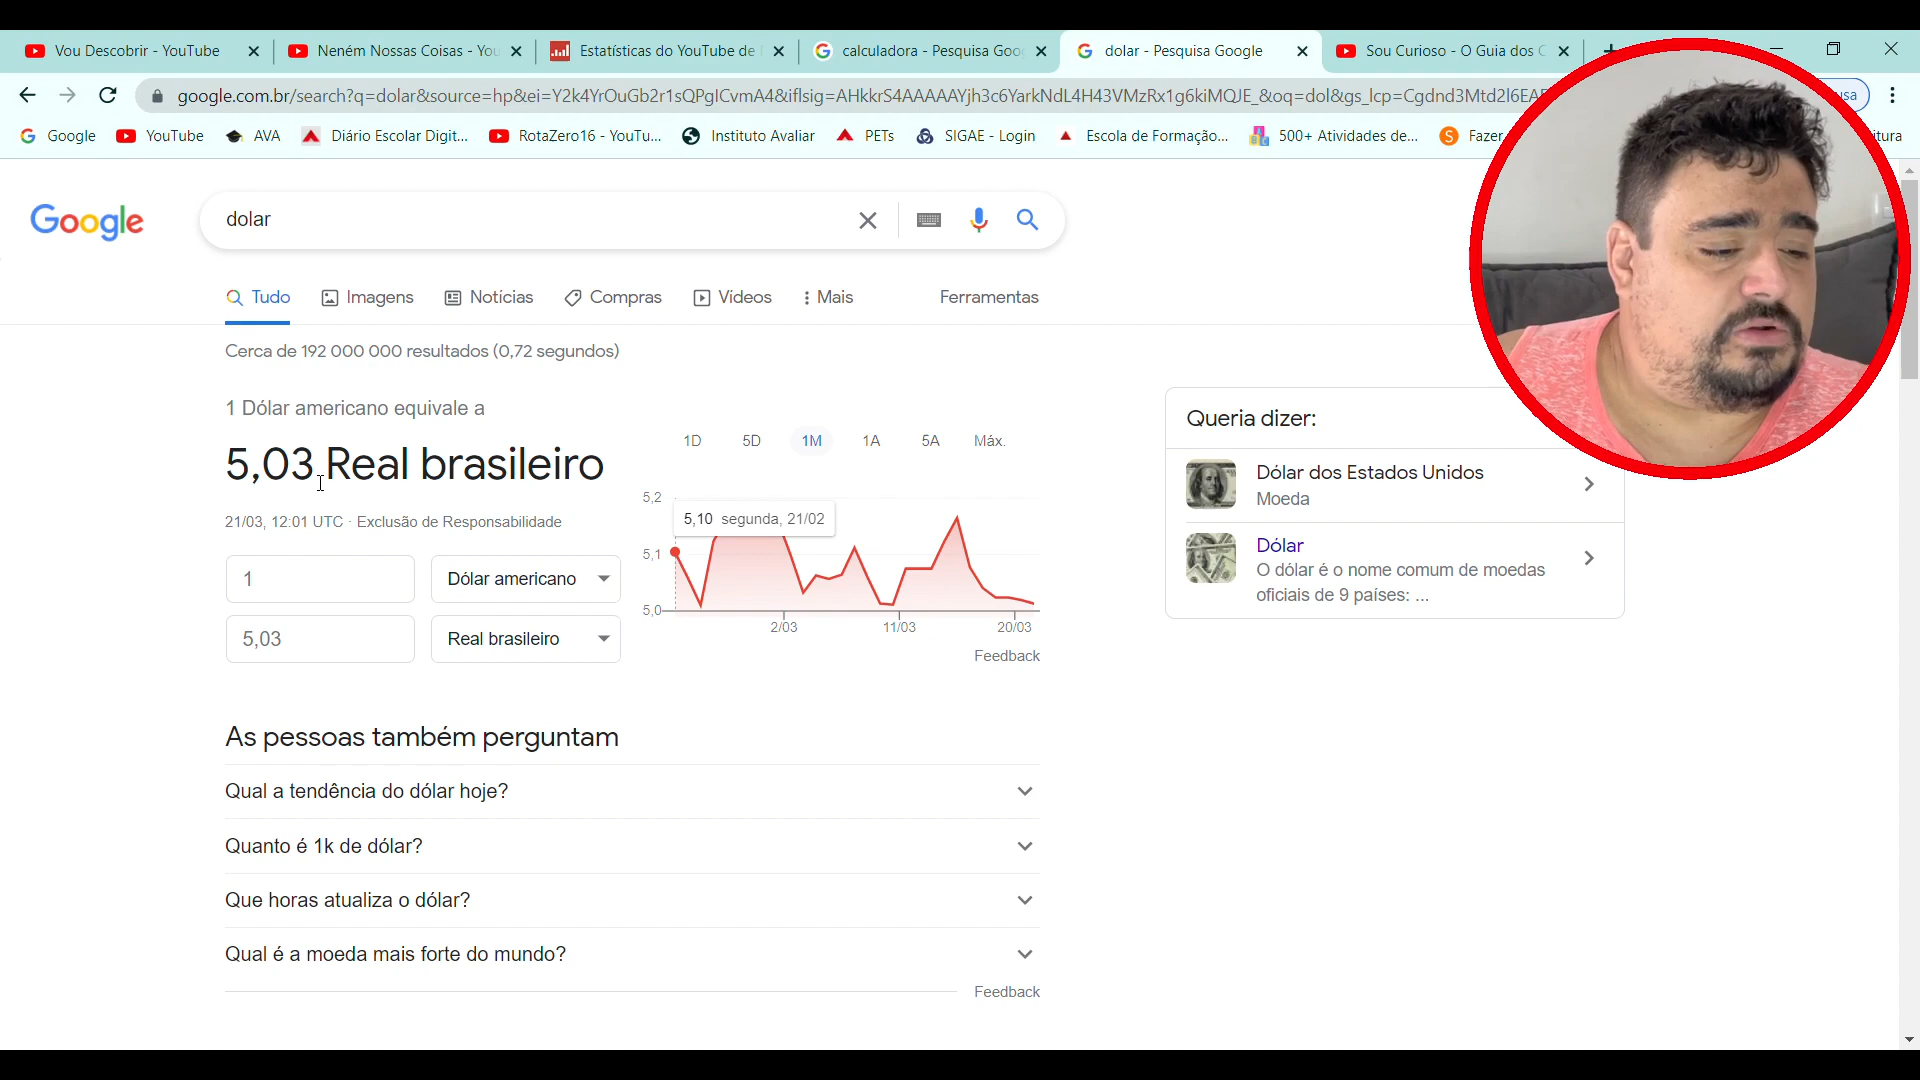 Vou Descobrir - YouTube
Neném Nossas Coisas - You
Estatísticas do YouTube de
calculadora - Pesquisa Goog
dolar - Pesquisa Google
Sou Curioso - O Guia dos C
google.com.br/search?q=dolar&source=hp&ei=Y2k4YrOuGb2r1sQPgICvmA4&iflsig=AHkkrS4AAAAAYjh3c6YarkNdL4H43VMzRx1g6kiMQJE_&oq=dol&gs_lcp=Cgdnd3Mtd2l6EAE
usa
Google
YouTube
AVA
Diário Escolar Digit...
RotaZero16 - YouTu...
Instituto Avaliar
PETs
SIGAE - Login
Escola de Formação...
500+ Atividades de...
Fazer
itura
Google
dolar
Tudo
Imagens
Notícias
Compras
Vídeos
Mais
Ferramentas
Cerca de 192 000 000 resultados (0,72 segundos)
1 Dólar americano equivale a
5,03 Real brasileiro
21/03, 12:01 UTC · Exclusão de Responsabilidade
1
Dólar americano
5,03
Real brasileiro
1D 5D 1M 1A 5A Máx.
5,2
5,10 segunda, 21/02
5,1
5,0
2/03 11/03 20/03
Feedback
Queria dizer:
Dólar dos Estados Unidos
Moeda
Dólar
O dólar é o nome comum de moedas
oficiais de 9 países: ...
As pessoas também perguntam
Qual a tendência do dólar hoje?
Quanto é 1k de dólar?
Que horas atualiza o dólar?
Qual é a moeda mais forte do mundo?
Feedback